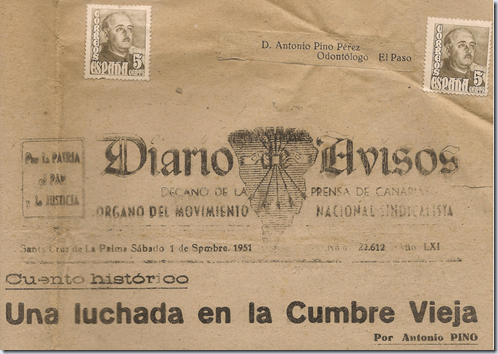 CORREOS
ESPAÑA 5 CENTS
CORREOS
ESPAÑA 5 CENTS
D. Antonio Pino Pérez
Odontólogo El Paso
Por La PATRIA
el PAN
y la JUSTICIA
Diario de Avisos
DECANO DE LA PRENSA DE CANARIAS
ORGANO DEL MOVIMIENTO NACIONAL-SINDICALISTA
Santa Cruz de La Palma Sábado 1 de Spmbre. 1951
22.612 Año LXI
Cuento histórico
Una luchada en la Cumbre Vieja
Por Antonio PINO